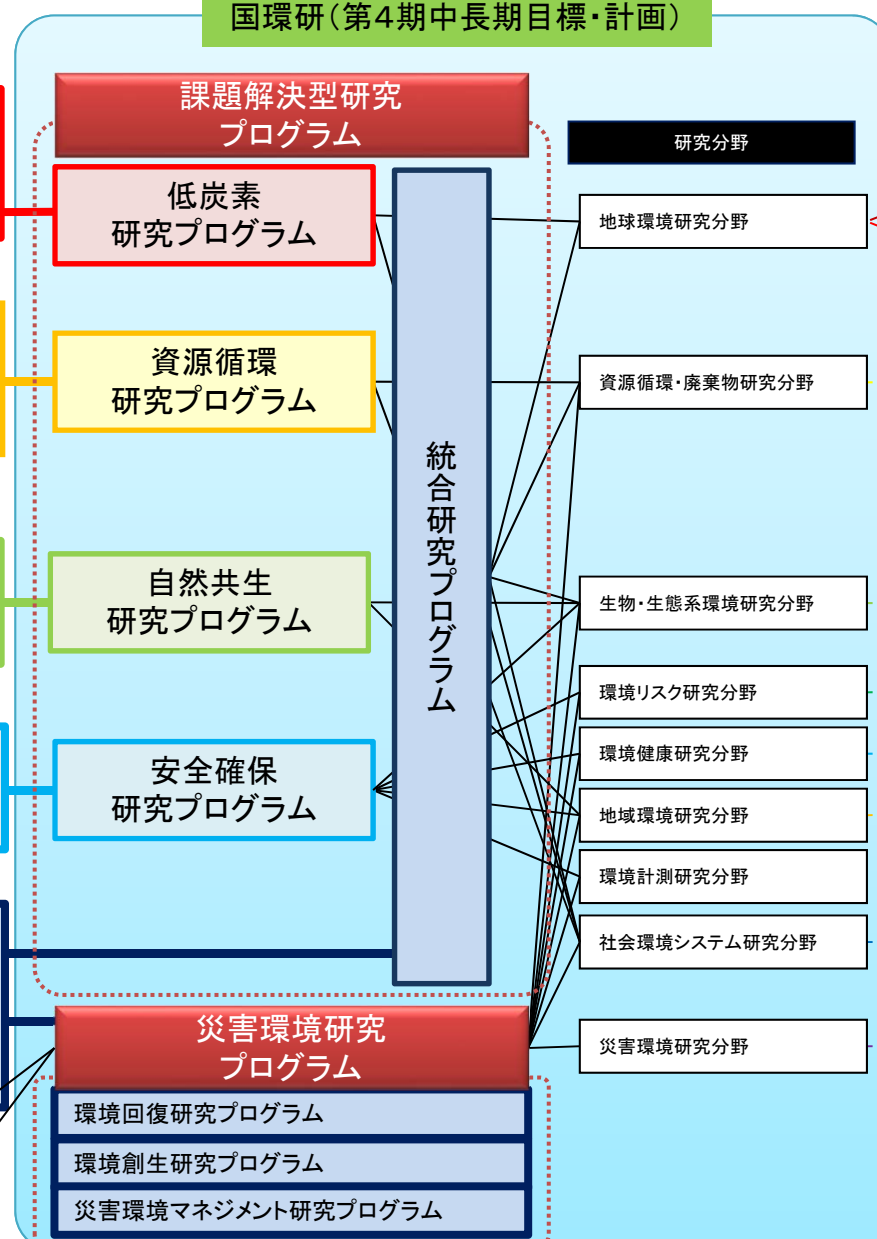 国環研(第4期中長期目標・計画)
課題解決型研究
プログラム
研究分野
低炭素
研究プログラム
資源循環
研究プログラム
自然共生
研究プログラム
安全確保
研究プログラム
統合研究プログラム
地球環境研究分野
資源循環・廃棄物研究分野
生物・生態系環境研究分野
環境リスク研究分野
環境健康研究分野
地域環境研究分野
環境計測研究分野
社会環境システム研究分野
災害環境研究分野
災害環境研究
プログラム
環境回復研究プログラム
環境創生研究プログラム
災害環境マネジメント研究プログラム